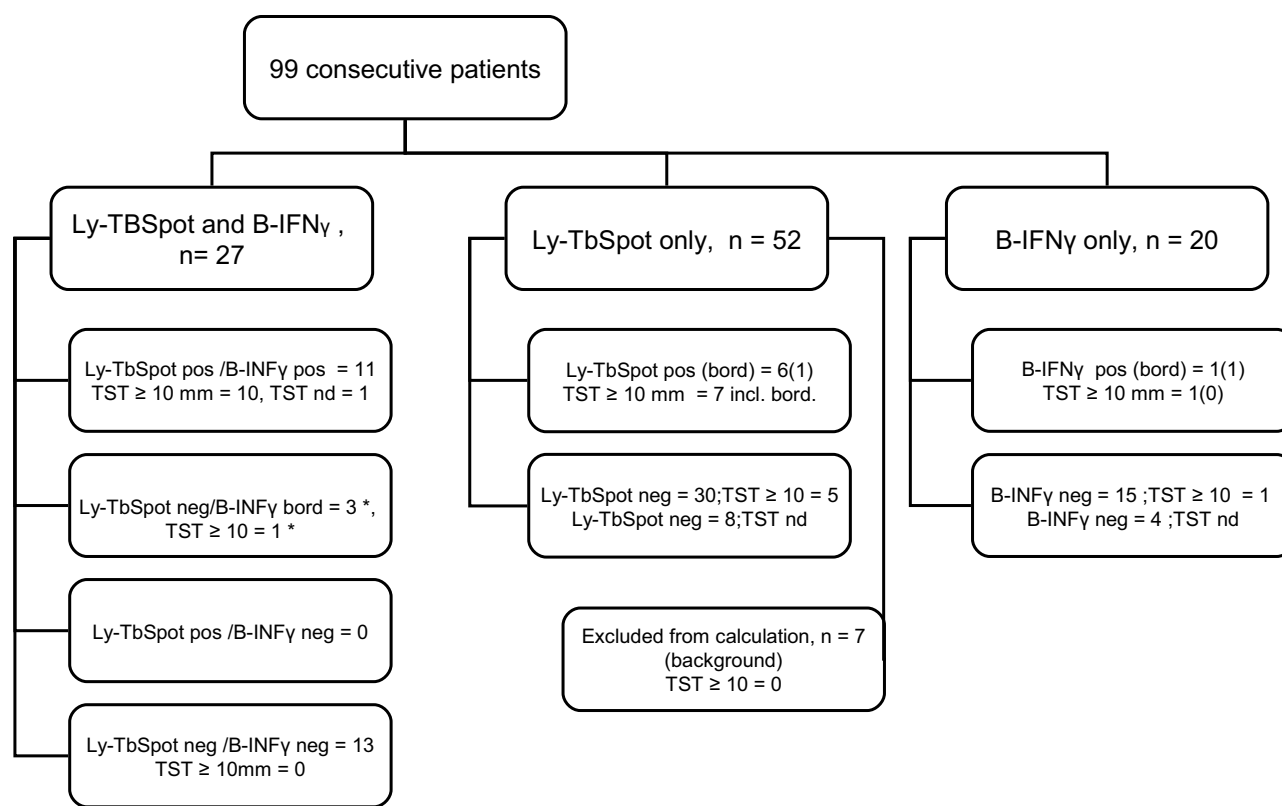 99 consecutive patients
Ly-TBSpot and B-IFNγ ,
n= 27
Ly-TbSpot only,  n = 52
B-IFNγ only, n = 20
Ly-TbSpot pos /B-INFγ pos  = 11
TST ≥ 10 mm = 10, TST nd = 1
Ly-TbSpot neg/B-INFγ bord = 3 *,
TST ≥ 10 = 1 *
Ly-TbSpot pos /B-INFγ neg = 0
Ly-TbSpot neg /B-INFγ neg = 13
TST ≥ 10mm = 0
Ly-TbSpot pos (bord) = 6(1)
TST ≥ 10 mm  = 7 incl. bord.
Ly-TbSpot neg = 30;TST ≥ 10 = 5
Ly-TbSpot neg = 8;TST nd
Excluded from calculation, n = 7
(background)
TST ≥ 10 = 0
B-IFNγ  pos (bord) = 1(1)
TST ≥ 10 mm = 1(0)
B-INFγ neg = 15 ;TST ≥ 10  = 1
B-INFγ neg = 4 ;TST nd